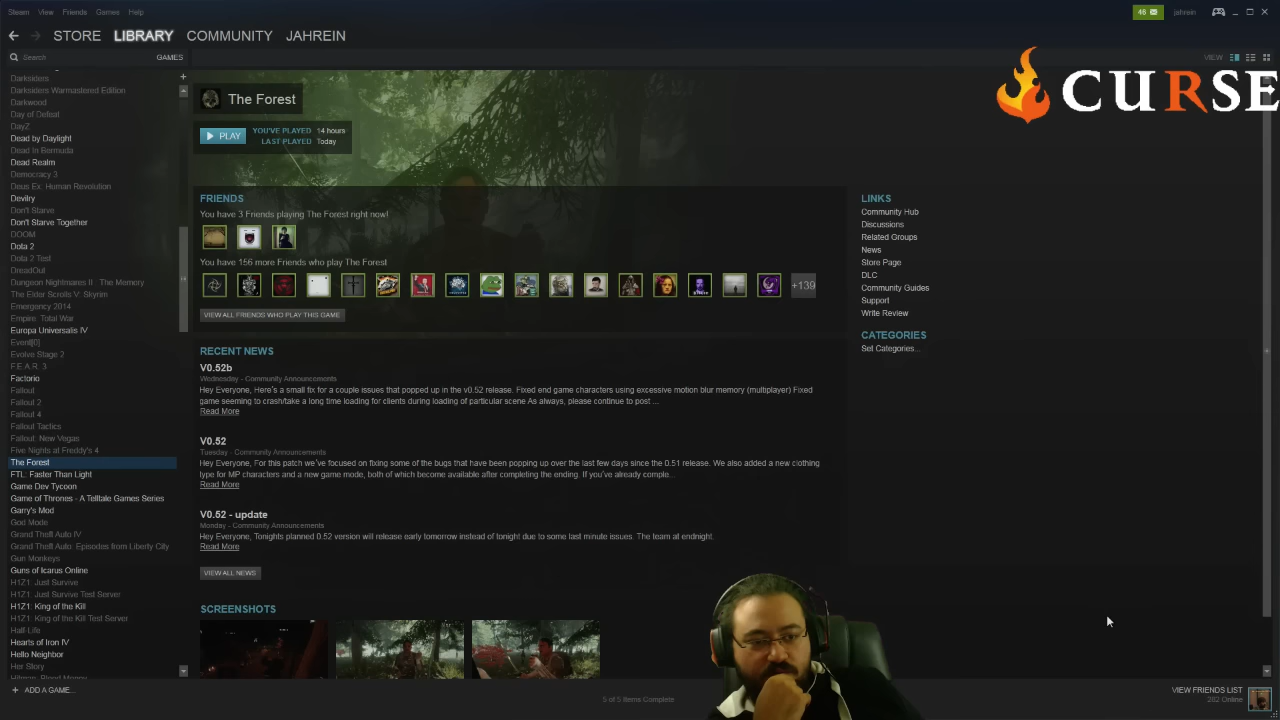 Steam View Friends Games Help
46 jahrein
STORE LIBRARY COMMUNITY JAHREIN
Search GAMES
VIEW
CURSE
Darksiders
Darksiders Warmastered Edition
Darkwood
Day of Defeat
DayZ
Dead by Daylight
Dead In Bermuda
Dead Realm
Democracy 3
Deus Ex: Human Revolution
Devilry
Don't Starve
Don't Starve Together
DOOM
Dota 2
Dota 2 Test
DreadOut
Dungeon Nightmares II : The Memory
The Elder Scrolls V: Skyrim
Emergency 2014
Empire: Total War
Europa Universalis IV
Event[0]
Evolve Stage 2
F.E.A.R. 3
Factorio
Fallout
Fallout 2
Fallout 4
Fallout Tactics
Fallout: New Vegas
Five Nights at Freddy's 4
The Forest
FTL: Faster Than Light
Game Dev Tycoon
Game of Thrones - A Telltale Games Series
Garry's Mod
God Mode
Grand Theft Auto IV
Grand Theft Auto: Episodes from Liberty City
Gun Monkeys
Guns of Icarus Online
H1Z1: Just Survive
H1Z1: Just Survive Test Server
H1Z1: King of the Kill
H1Z1: King of the Kill Test Server
Half-Life
Hearts of Iron IV
Hello Neighbor
Her Story
+ ADD A GAME...
The Forest
PLAY
YOU'VE PLAYED 14 hours
LAST PLAYED Today
FRIENDS
You have 3 Friends playing The Forest right now!
You have 156 more Friends who play The Forest
+139
VIEW ALL FRIENDS WHO PLAY THIS GAME
RECENT NEWS
V0.52b
Wednesday - Community Announcements
Hey Everyone, Here's a small fix for a couple issues that popped up in the v0.52 release. Fixed end game characters using excessive motion blur memory (multiplayer) Fixed
game seeming to crash/take a long time loading for clients during loading of particular scene As always, please continue to post ...
Read More
V0.52
Tuesday - Community Announcements
Hey Everyone, For this patch we've focused on fixing some of the bugs that have been popping up over the last few days since the 0.51 release. We also added a new clothing
type for MP characters and a new game mode, both of which become available after completing the ending. If you've already comple...
Read More
V0.52 - update
Monday - Community Announcements
Hey Everyone, Tonights planned 0.52 version will release early tomorrow instead of tonight due to some last minute issues. The team at endnight.
Read More
VIEW ALL NEWS
SCREENSHOTS
LINKS
Community Hub
Discussions
Related Groups
News
Store Page
DLC
Community Guides
Support
Write Review
CATEGORIES
Set Categories...
5 of 5 Items Complete
VIEW FRIENDS LIST
282 Online